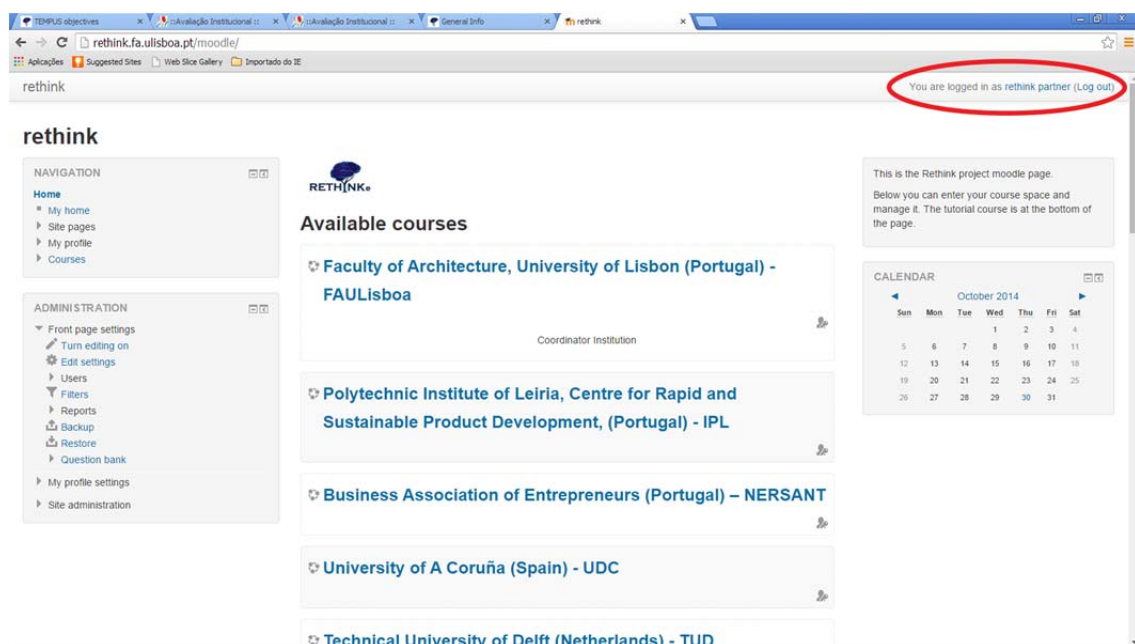 TEMPUS objectives
::Avaliação Institucional ::
::Avaliação Institucional ::
General Info
rethink
rethink.fa.ulisboa.pt/moodle/
Aplicações
Suggested Sites
Web Slice Gallery
Importado do IE
rethink
You are logged in as rethink partner (Log out)
rethink
NAVIGATION
Home
My home
Site pages
My profile
Courses
ADMINISTRATION
Front page settings
Turn editing on
Edit settings
Users
Filters
Reports
Backup
Restore
Question bank
My profile settings
Site administration
RETHINKe
Available courses
Faculty of Architecture, University of Lisbon (Portugal) -
FAULisboa
Coordinator Institution
Polytechnic Institute of Leiria, Centre for Rapid and
Sustainable Product Development, (Portugal) - IPL
Business Association of Entrepreneurs (Portugal) – NERSANT
University of A Coruña (Spain) - UDC
Technical University of Delft (Netherlands) - TUD
This is the Rethink project moodle page.
Below you can enter your course space and
manage it. The tutorial course is at the bottom of
the page.
CALENDAR
October 2014
Sun Mon Tue Wed Thu Fri Sat
1 2 3 4
5 6 7 8 9 10 11
12 13 14 15 16 17 18
19 20 21 22 23 24 25
26 27 28 29 30 31